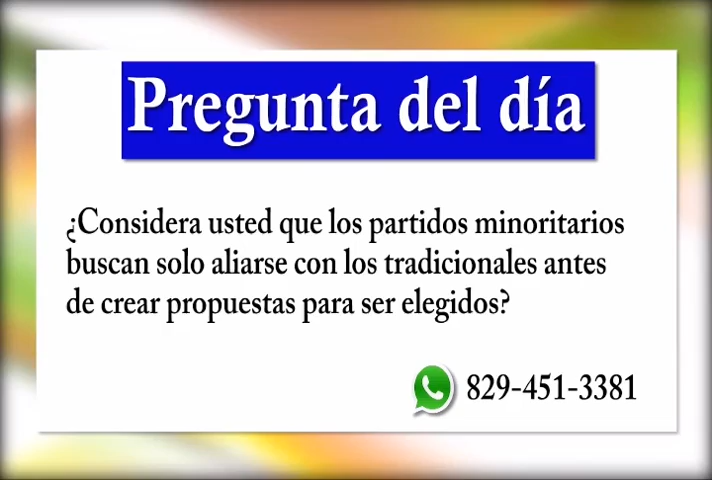 Pregunta del día
¿Considera usted que los partidos minoritarios
buscan solo aliarse con los tradicionales antes
de crear propuestas para ser elegidos?
829-451-3381